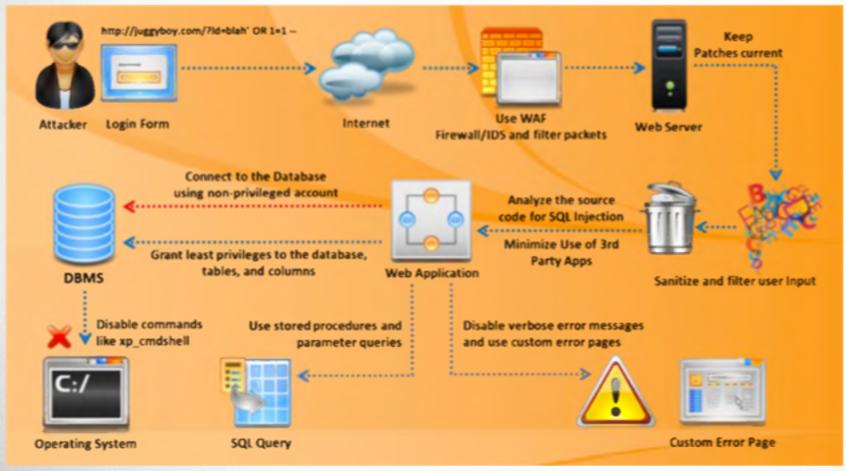 http://juggyboy.com/?id=blah' OR 1=1 --
Attacker
Login Form
Internet
Use WAF
Firewall/IDS and filter packets
Web Server
Keep
Patches current
Sanitize and filter user Input
Analyze the source
code for SQL Injection
Minimize Use of 3rd
Party Apps
Web Application
Connect to the Database
using non-privileged account
Grant least privileges to the database,
tables, and columns
DBMS
Disable commands
like xp_cmdshell
C:/
Operating System
Use stored procedures and
parameter queries
SQL Query
Disable verbose error messages
and use custom error pages
Custom Error Page